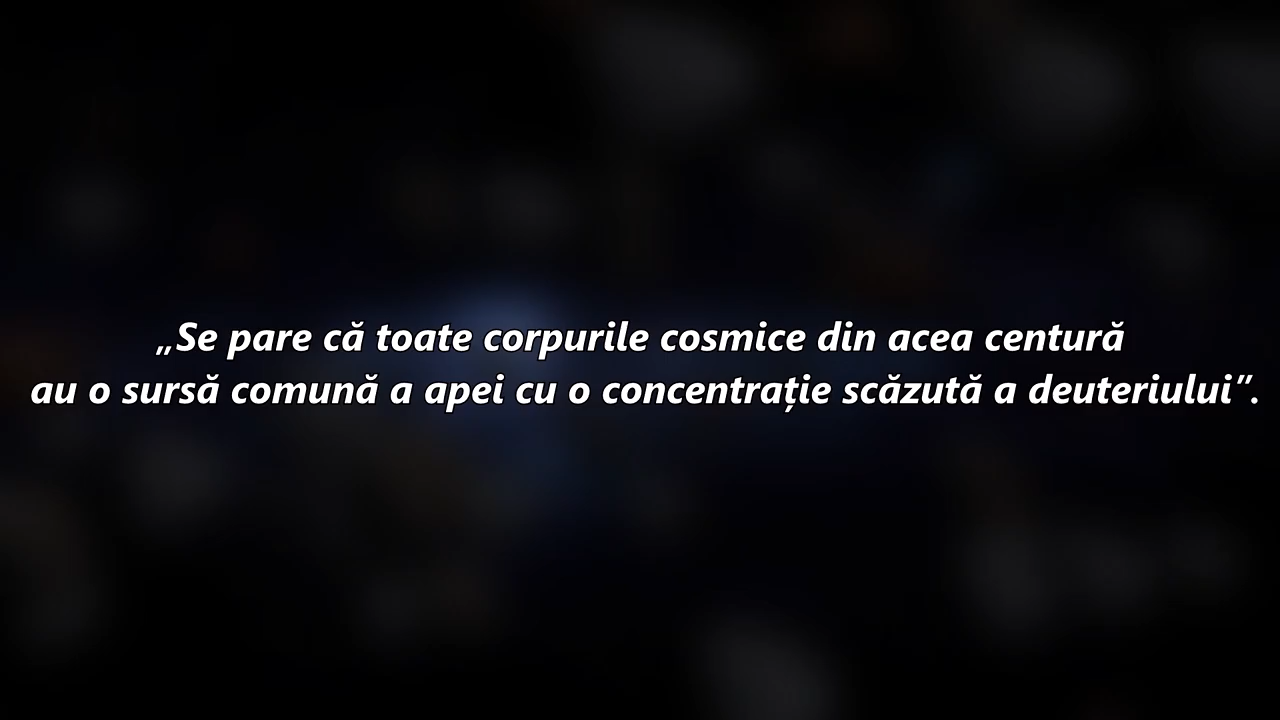 „Se pare că toate corpurile cosmice din acea centură
au o sursă comună a apei cu o concentrație scăzută a deuteriului”.